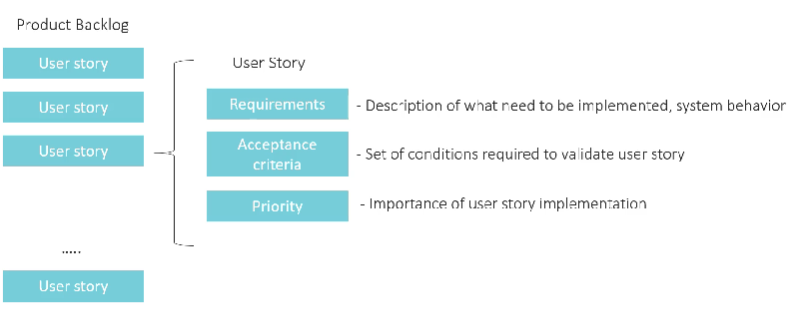 Product Backlog
User story
User story
User story
.....
User story
User Story
Requirements
- Description of what need to be implemented, system behavior
Acceptance
criteria
- Set of conditions required to validate user story
Priority
- Importance of user story implementation